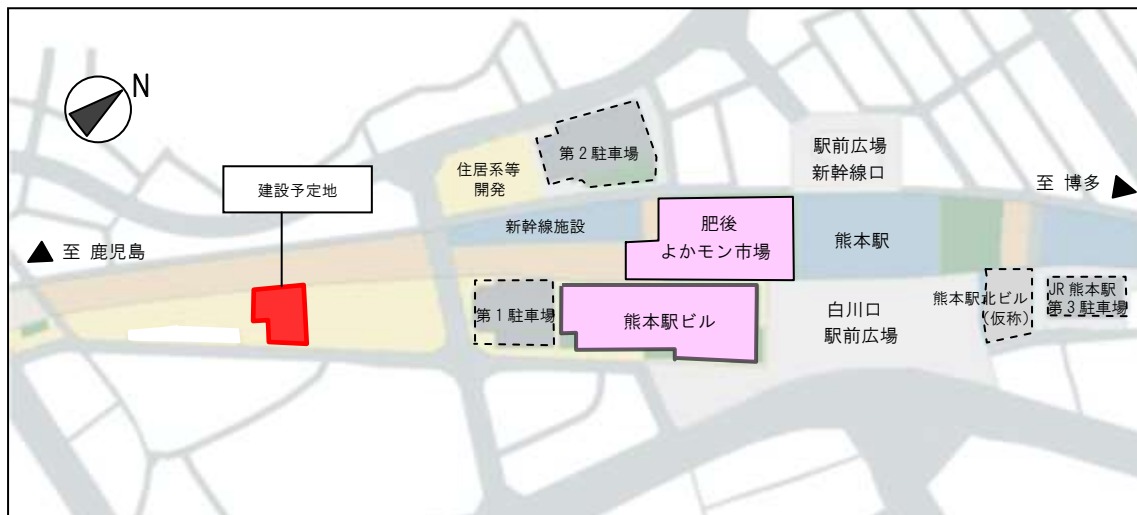 N
建設予定地
至 鹿児島
住居系等
開発
第2駐車場
駅前広場
新幹線口
至 博多
新幹線施設
肥後
よかモン市場
熊本駅
第1駐車場
熊本駅ビル
白川口
駅前広場
熊本駅北ビル
(仮称)
JR熊本駅
第3駐車場